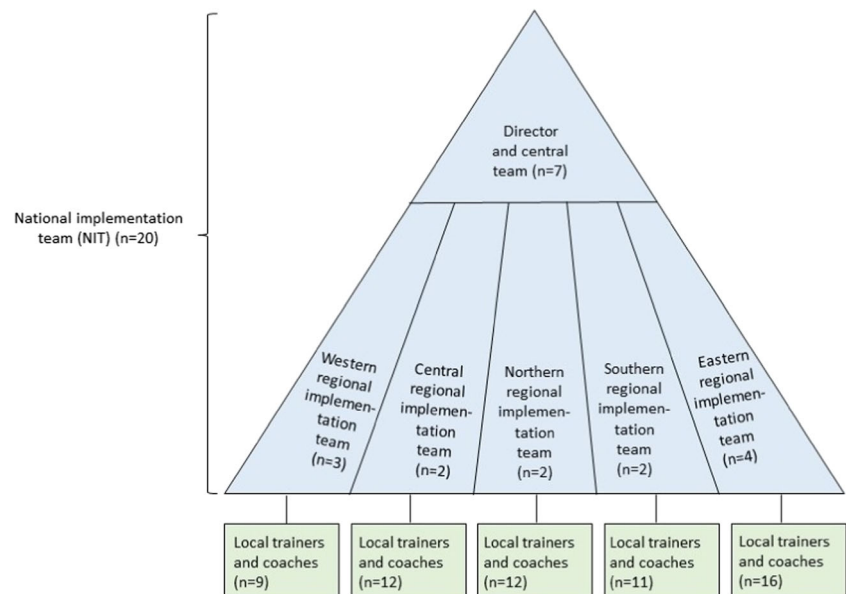 Director
and central
team (n=7)
National implementation
team (NIT) (n=20)
Western
regional
implemen-
tation
team
(n=3)
Central
regional
implemen-
tation
team
(n=2)
Northern
regional
implemen-
tation
team
(n=2)
Southern
regional
implemen-
tation
team
(n=2)
Eastern
regional
implemen-
tation
team
(n=4)
Local trainers
and coaches
(n=9)
Local trainers
and coaches
(n=12)
Local trainers
and coaches
(n=12)
Local trainers
and coaches
(n=11)
Local trainers
and coaches
(n=16)